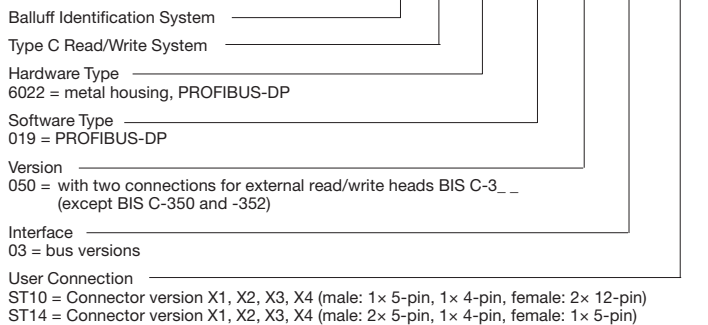 Balluff Identification System
Type C Read/Write System
Hardware Type
6022 = metal housing, PROFIBUS-DP
Software Type
019 = PROFIBUS-DP
Version
050 = with two connections for external read/write heads BIS C-3_ _
(except BIS C-350 and -352)
Interface
03 = bus versions
User Connection
ST10 = Connector version X1, X2, X3, X4 (male: 1× 5-pin, 1× 4-pin, female: 2× 12-pin)
ST14 = Connector version X1, X2, X3, X4 (male: 2× 5-pin, 1× 4-pin, female: 1× 5-pin)